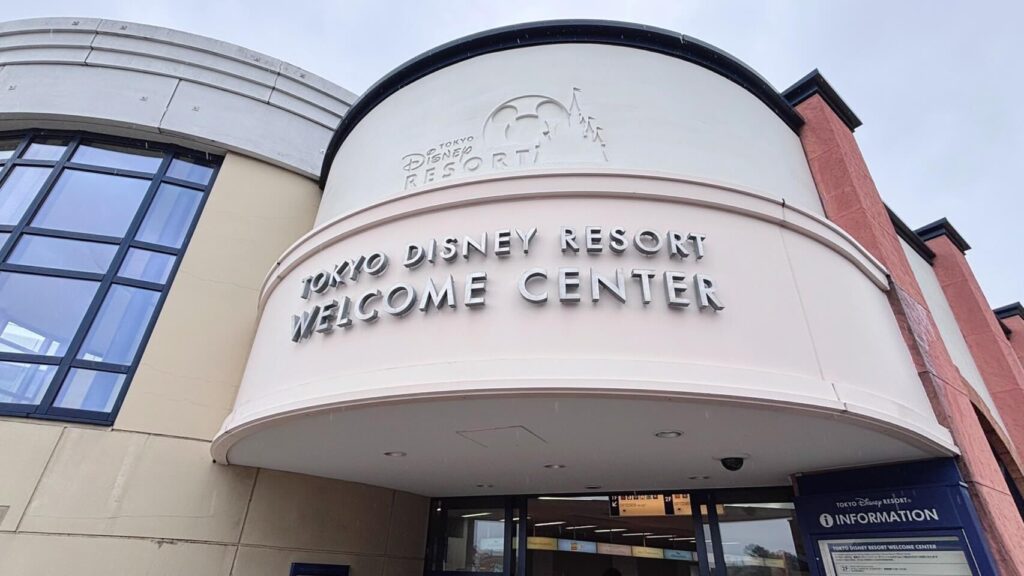 TOKYO
Disney
RESORT
TOKYO DISNEY RESORT
WELCOME CENTER
TOKYO Disney RESORT
i INFORMATION
TOKYO DISNEY RESORT WELCOME CENTER